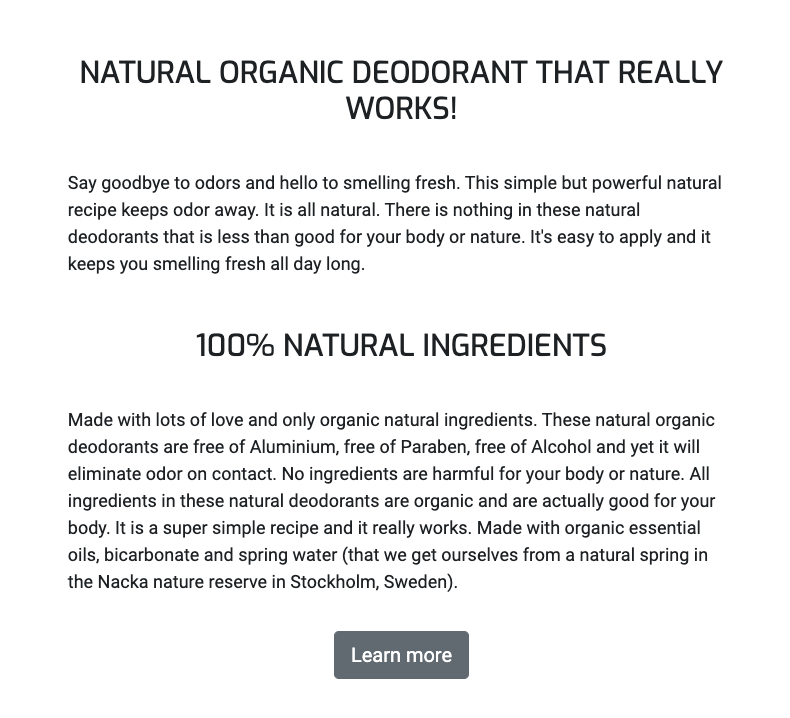 NATURAL ORGANIC DEODORANT THAT REALLY
WORKS!
Say goodbye to odors and hello to smelling fresh. This simple but powerful natural
recipe keeps odor away. It is all natural. There is nothing in these natural
deodorants that is less than good for your body or nature. It's easy to apply and it
keeps you smelling fresh all day long.
100% NATURAL INGREDIENTS
Made with lots of love and only organic natural ingredients. These natural organic
deodorants are free of Aluminium, free of Paraben, free of Alcohol and yet it will
eliminate odor on contact. No ingredients are harmful for your body or nature. All
ingredients in these natural deodorants are organic and are actually good for your
body. It is a super simple recipe and it really works. Made with organic essential
oils, bicarbonate and spring water (that we get ourselves from a natural spring in
the Nacka nature reserve in Stockholm, Sweden).
Learn more